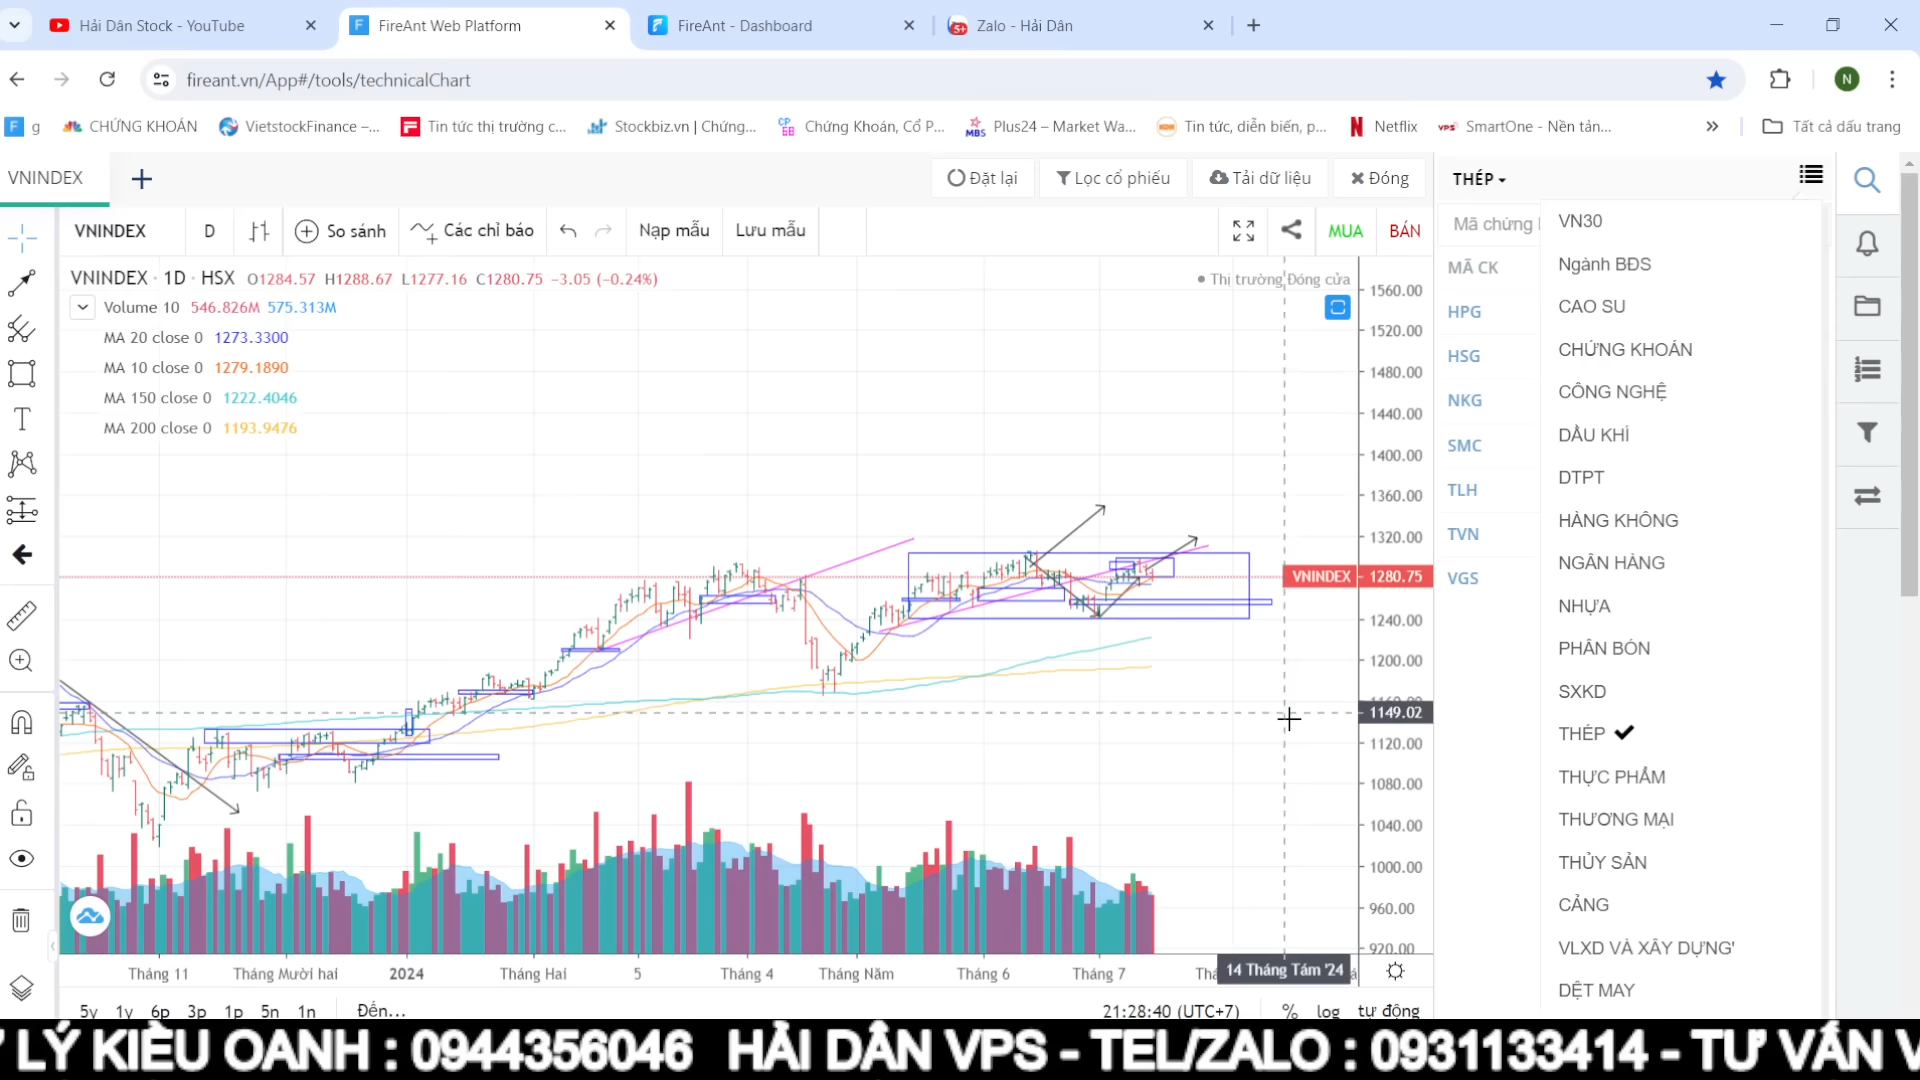 Hải Dân Stock - YouTube
FireAnt Web Platform
FireAnt - Dashboard
Zalo - Hải Dân
fireant.vn/App#/tools/technicalChart
N
g
CHỨNG KHOÁN
VietstockFinance –...
Tin tức thị trường c...
Stockbiz.vn | Chứng...
Chứng Khoán, Cổ P...
Plus24 – Market Wa...
Tin tức, diễn biến, p...
Netflix
SmartOne - Nền tản...
Tất cả dấu trang
VNINDEX
Đặt lại
Lọc cổ phiếu
Tải dữ liệu
Đóng
THÉP
VNINDEX
D
So sánh
Các chỉ báo
Nạp mẫu
Lưu mẫu
MUA
BÁN
VNINDEX · 1D · HSX O1284.57 H1288.67 L1277.16 C1280.75 −3.05 (−0.24%)
Thị trường Đóng cửa
Volume 10 546.826M 575.313M
MA 20 close 0 1273.3300
MA 10 close 0 1279.1890
MA 150 close 0 1222.4046
MA 200 close 0 1193.9476
1560.00
1520.00
1480.00
1440.00
1400.00
1360.00
1320.00
VNINDEX 1280.75
1240.00
1200.00
1160.00
1149.02
1120.00
1080.00
1040.00
1000.00
960.00
920.00
Tháng 11
Tháng Mười hai
2024
Tháng Hai
5
Tháng 4
Tháng Năm
Tháng 6
Tháng 7
14 Tháng Tám '24
5y 1y 6p 3p 1p 5n 1n
Đến...
21:28:40 (UTC+7)
% log tự động
Mã chứng
MÃ CK
HPG
HSG
NKG
SMC
TLH
TVN
VGS
VN30
Ngành BĐS
CAO SU
CHỨNG KHOÁN
CÔNG NGHỆ
DẦU KHÍ
DTPT
HÀNG KHÔNG
NGÂN HÀNG
NHỰA
PHÂN BÓN
SXKD
THÉP
THỰC PHẨM
THƯƠNG MẠI
THỦY SẢN
CẢNG
VLXD VÀ XÂY DỰNG'
DỆT MAY
LÝ KIỀU OANH : 0944356046 HẢI DÂN VPS - TEL/ZALO : 0931133414 - TƯ VẤN